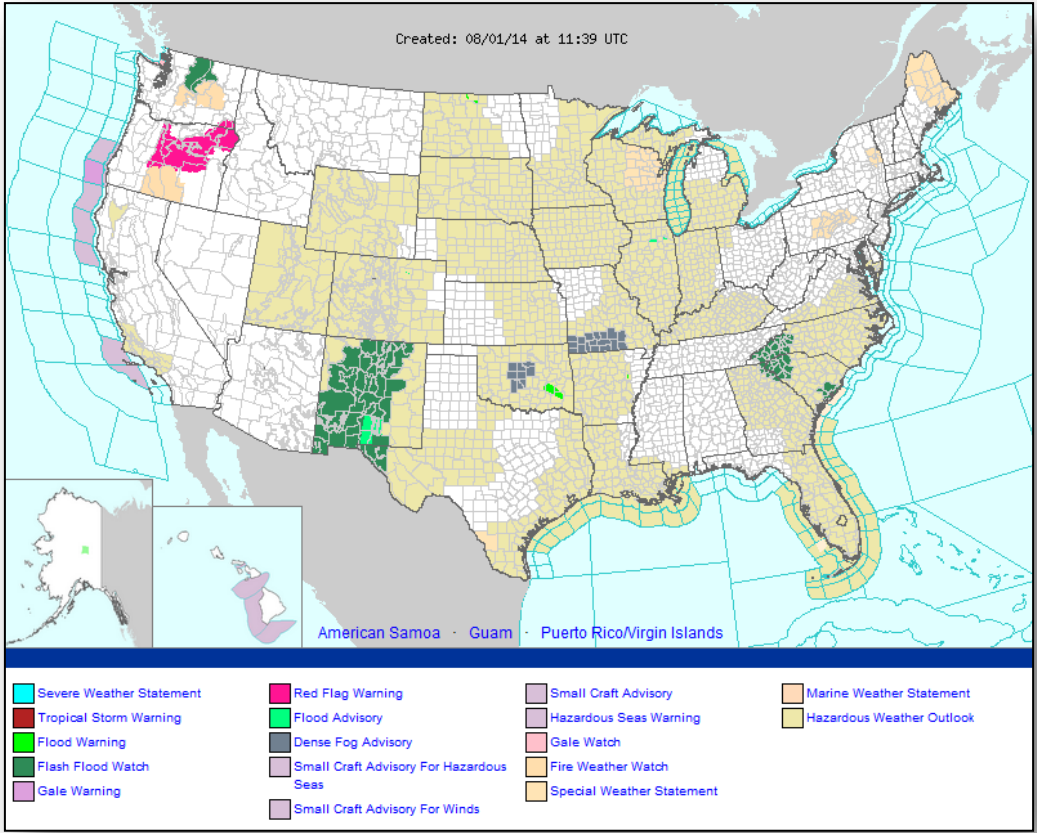 Created: 08/01/14 at 11:39 UTC
American Samoa · Guam · Puerto Rico/Virgin Islands
Severe Weather Statement
Tropical Storm Warning
Flood Warning
Flash Flood Watch
Gale Warning
Red Flag Warning
Flood Advisory
Dense Fog Advisory
Small Craft Advisory For Hazardous
Seas
Small Craft Advisory For Winds
Small Craft Advisory
Hazardous Seas Warning
Gale Watch
Fire Weather Watch
Special Weather Statement
Marine Weather Statement
Hazardous Weather Outlook